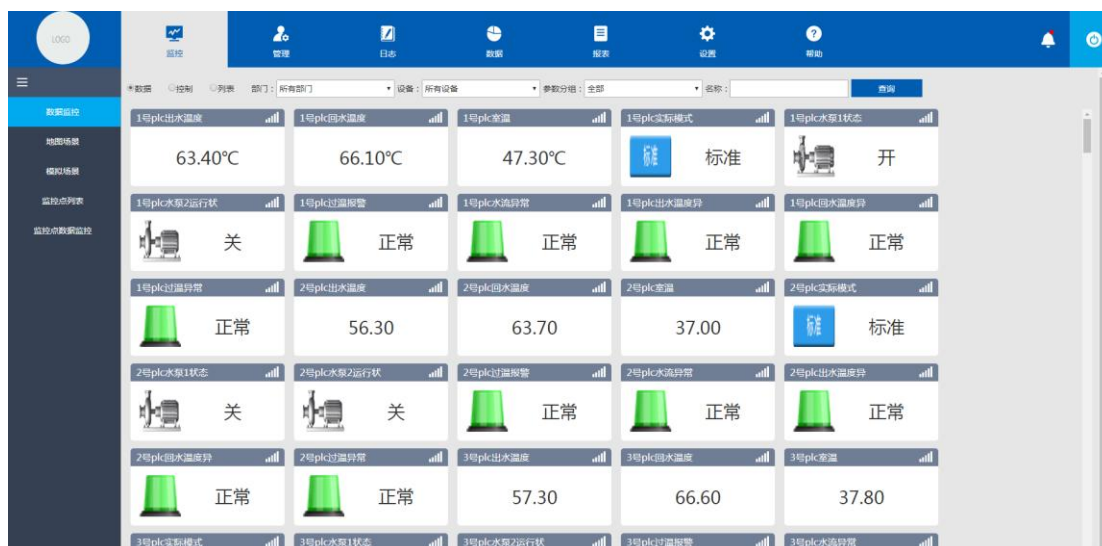 LOGO
监控
管理
日志
数据
报表
设置
帮助
数据监控
地图场景
模拟场景
监控点列表
监控点数据监控
数据 控制 列表 部门: 所有部门 设备: 所有设备 参数分组: 全部 名称: 查询
1号plc出水温度 1号plc回水温度 1号plc室温 1号plc实际模式 1号plc水泵1状态
63.40℃ 66.10℃ 47.30℃ 标准 标准 开
1号plc水泵2运行状 1号plc过温报警 1号plc水流异常 1号plc出水温度异 1号plc回水温度异
关 正常 正常 正常 正常
1号plc过温异常 2号plc出水温度 2号plc回水温度 2号plc室温 2号plc实际模式
正常 56.30 63.70 37.00 标准 标准
2号plc水泵1状态 2号plc水泵2运行状 2号plc过温报警 2号plc水流异常 2号plc出水温度异
关 关 正常 正常 正常
2号plc回水温度异 2号plc过温异常 3号plc出水温度 3号plc回水温度 3号plc室温
正常 正常 57.30 66.60 37.80
3号plc实际模式 3号plc水泵1状态 3号plc水泵2运行状 3号plc过温报警 3号plc水流异常